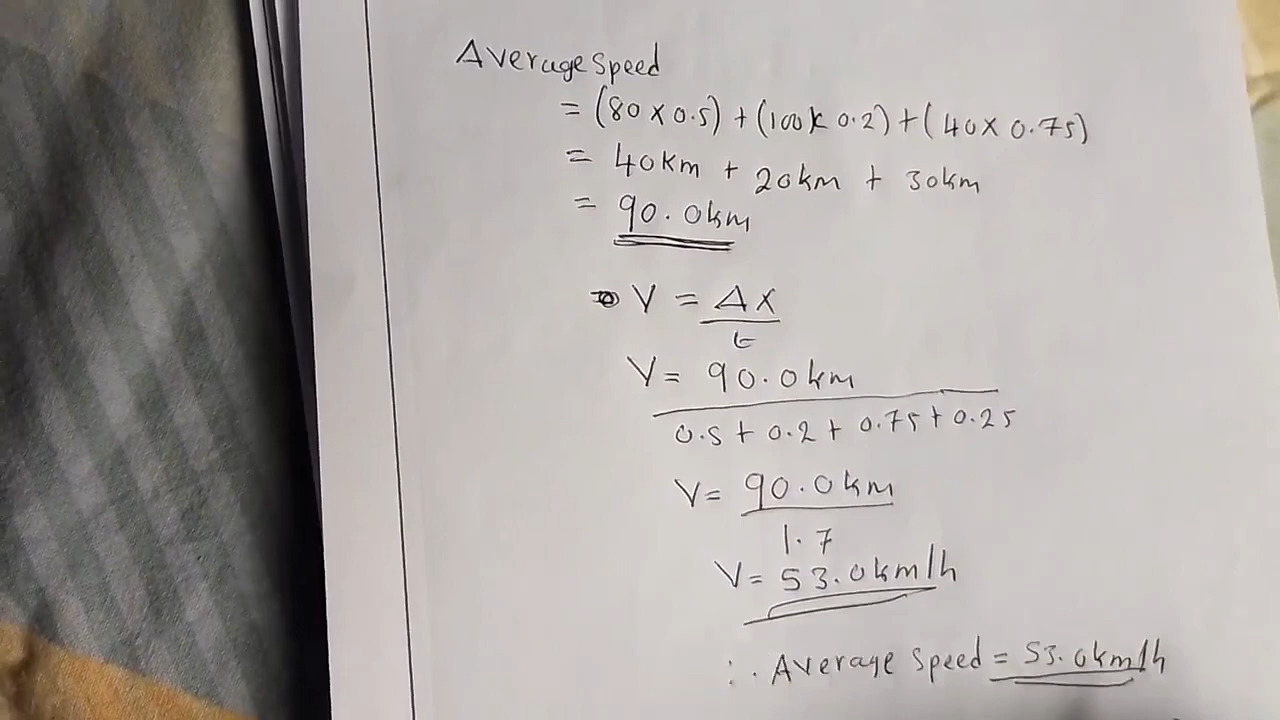 Average Speed
= (80 x 0.5) + (100 x 0.2) + (40 x 0.75)
= 40km + 20km + 30km
= 90.0km
V = Δx
t
V = 90.0km
0.5 + 0.2 + 0.75 + 0.25
V = 90.0km
1.7
V = 53.0km/h
∴ Average Speed = 53.0km/h